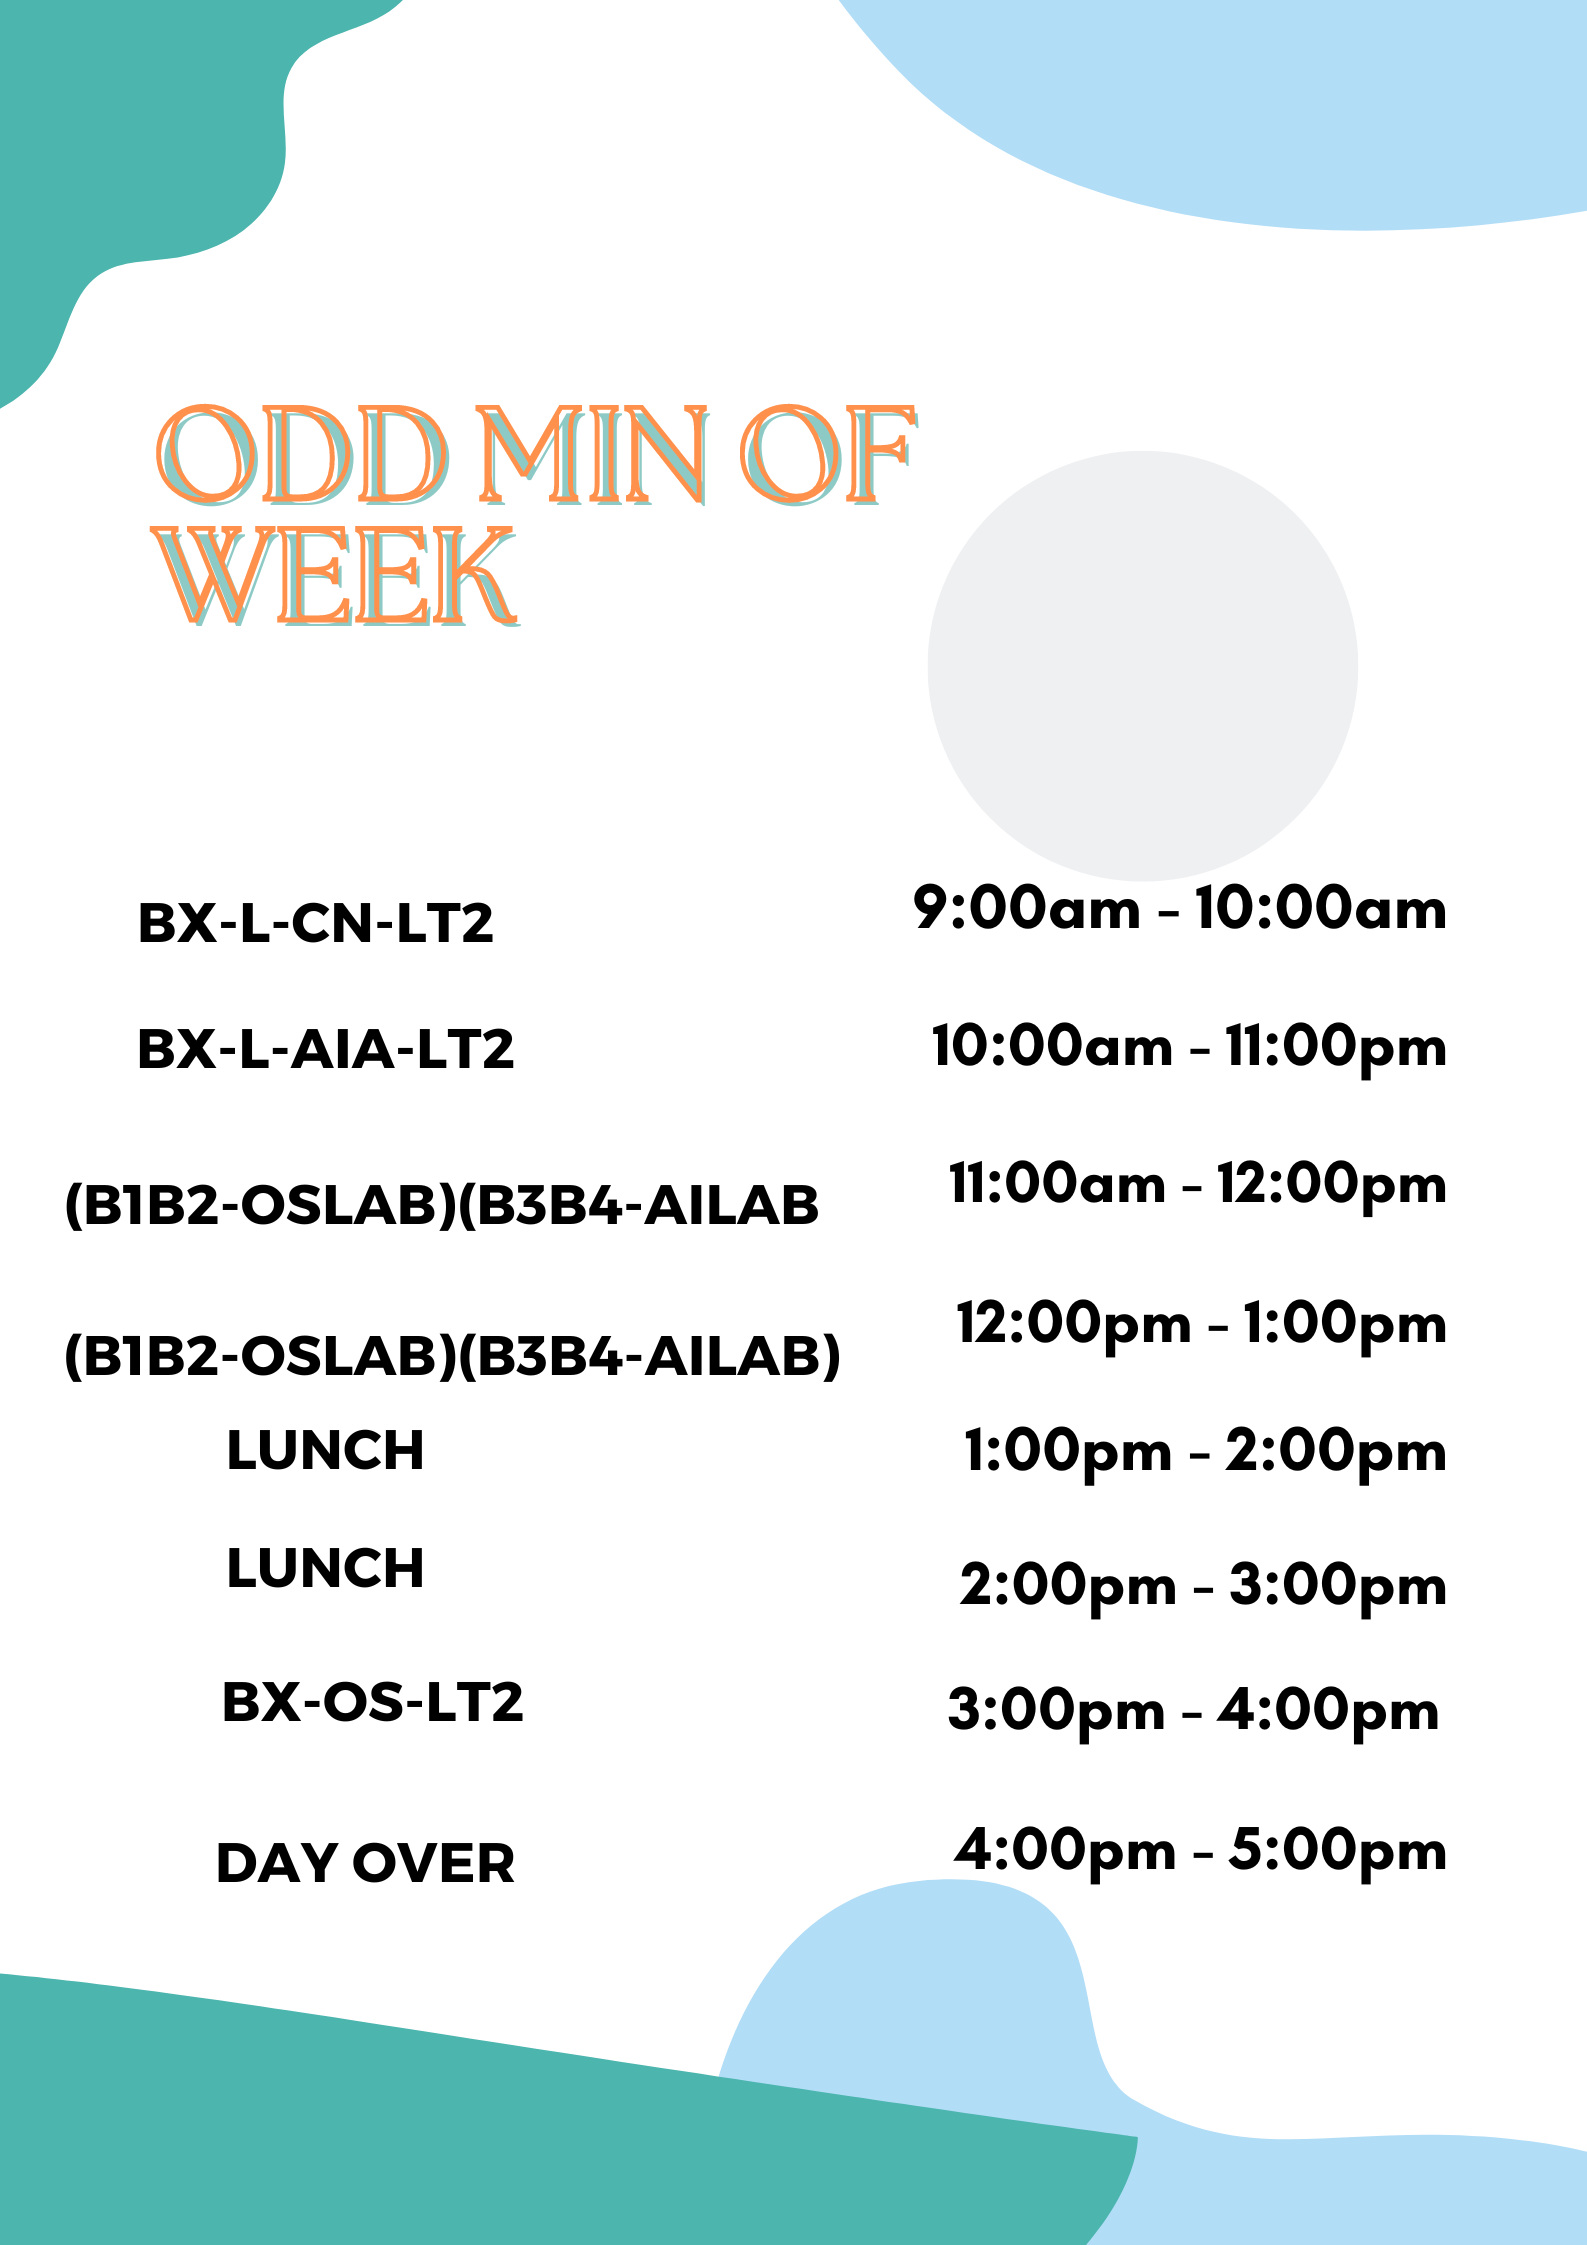 ODD MIN OF
WEEK
BX-L-CN-LT2 9:00am - 10:00am
BX-L-AIA-LT2 10:00am - 11:00pm
(B1B2-OSLAB)(B3B4-AILAB 11:00am - 12:00pm
(B1B2-OSLAB)(B3B4-AILAB) 12:00pm - 1:00pm
LUNCH 1:00pm - 2:00pm
LUNCH 2:00pm - 3:00pm
BX-OS-LT2 3:00pm - 4:00pm
DAY OVER 4:00pm - 5:00pm